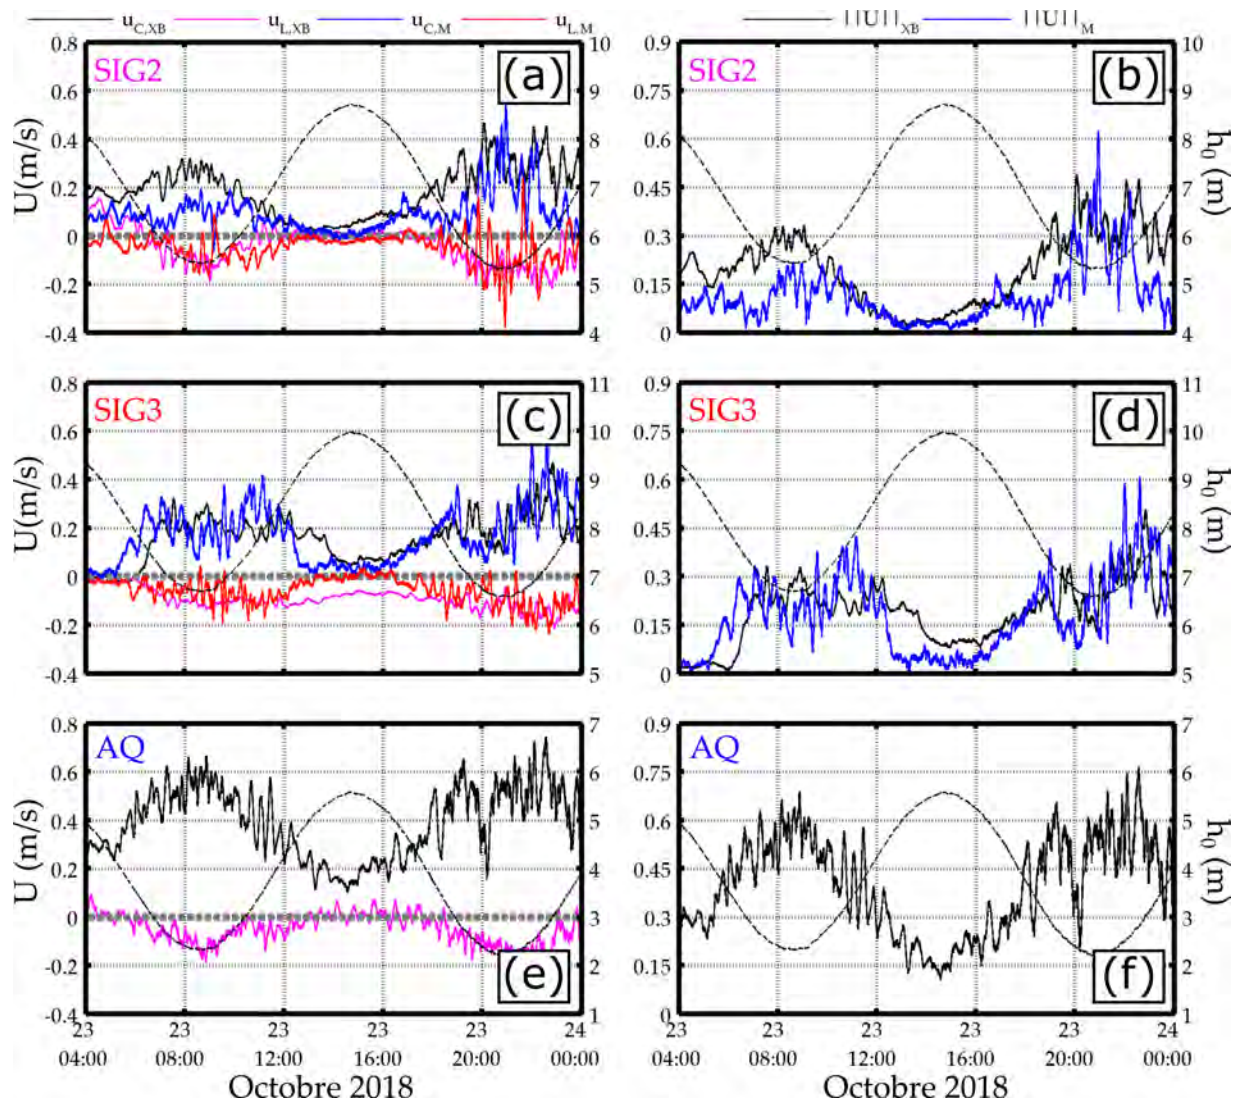 u_C,XB u_L,XB u_C,M u_L,M
||U||_XB ||U||_M
0.8 10
0.6 9
0.4 8
0.2 7
0 6
-0.2 5
-0.4 4
U(m/s)
SIG2
(a)
0.9 10
0.75 9
0.6 8
0.45 7
0.3 6
0.15 5
0 4
SIG2
(b)
h_0 (m)
0.8 11
0.6 10
0.4 9
0.2 8
0 7
-0.2 6
-0.4 5
U(m/s)
SIG3
(c)
0.9 11
0.75 10
0.6 9
0.45 8
0.3 7
0.15 6
0 5
SIG3
(d)
h_0 (m)
0.8 7
0.6 6
0.4 5
0.2 4
0 3
-0.2 2
-0.4 1
U (m/s)
AQ
(e)
0.9 7
0.75 6
0.6 5
0.45 4
0.3 3
0.15 2
0 1
AQ
(f)
h_0 (m)
23 23 23 23 23 24
04:00 08:00 12:00 16:00 20:00 00:00
Octobre 2018
23 23 23 23 23 24
04:00 08:00 12:00 16:00 20:00 00:00
Octobre 2018